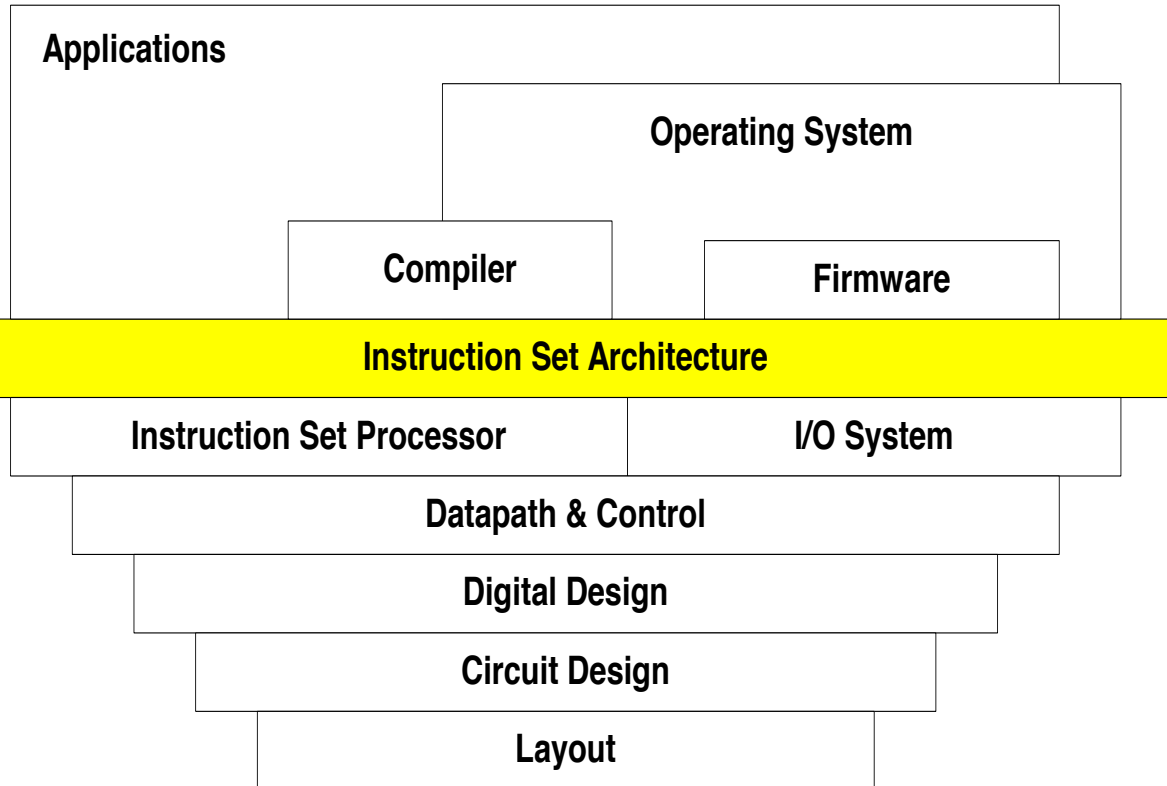 Applications
Operating System
Compiler
Firmware
Instruction Set Architecture
Instruction Set Processor
I/O System
Datapath & Control
Digital Design
Circuit Design
Layout